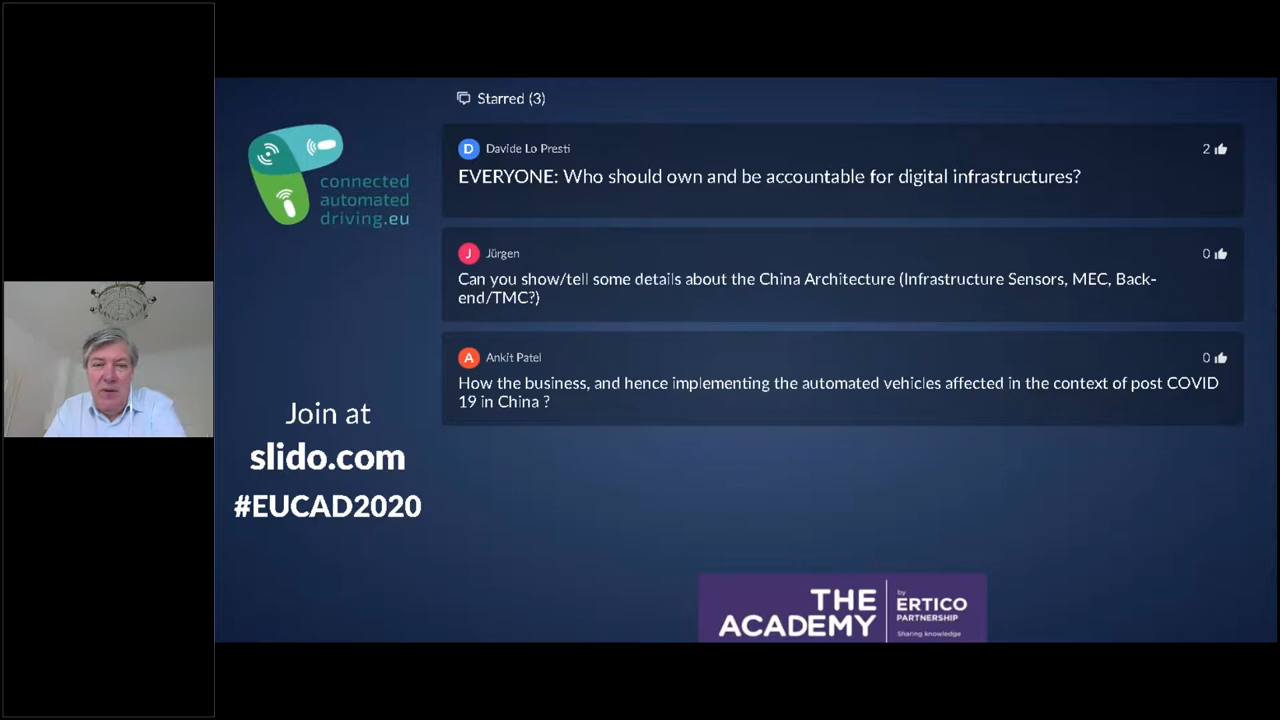 Starred (3)
connected
automated
driving.eu
D Davide Lo Presti 2
EVERYONE: Who should own and be accountable for digital infrastructures?
J Jürgen 0
Can you show/tell some details about the China Architecture (Infrastructure Sensors, MEC, Back-
end/TMC?)
A Ankit Patel 0
How the business, and hence implementing the automated vehicles affected in the context of post COVID
19 in China ?
Join at
slido.com
#EUCAD2020
THE
ACADEMY
by
ERTICO
PARTNERSHIP
Sharing knowledge